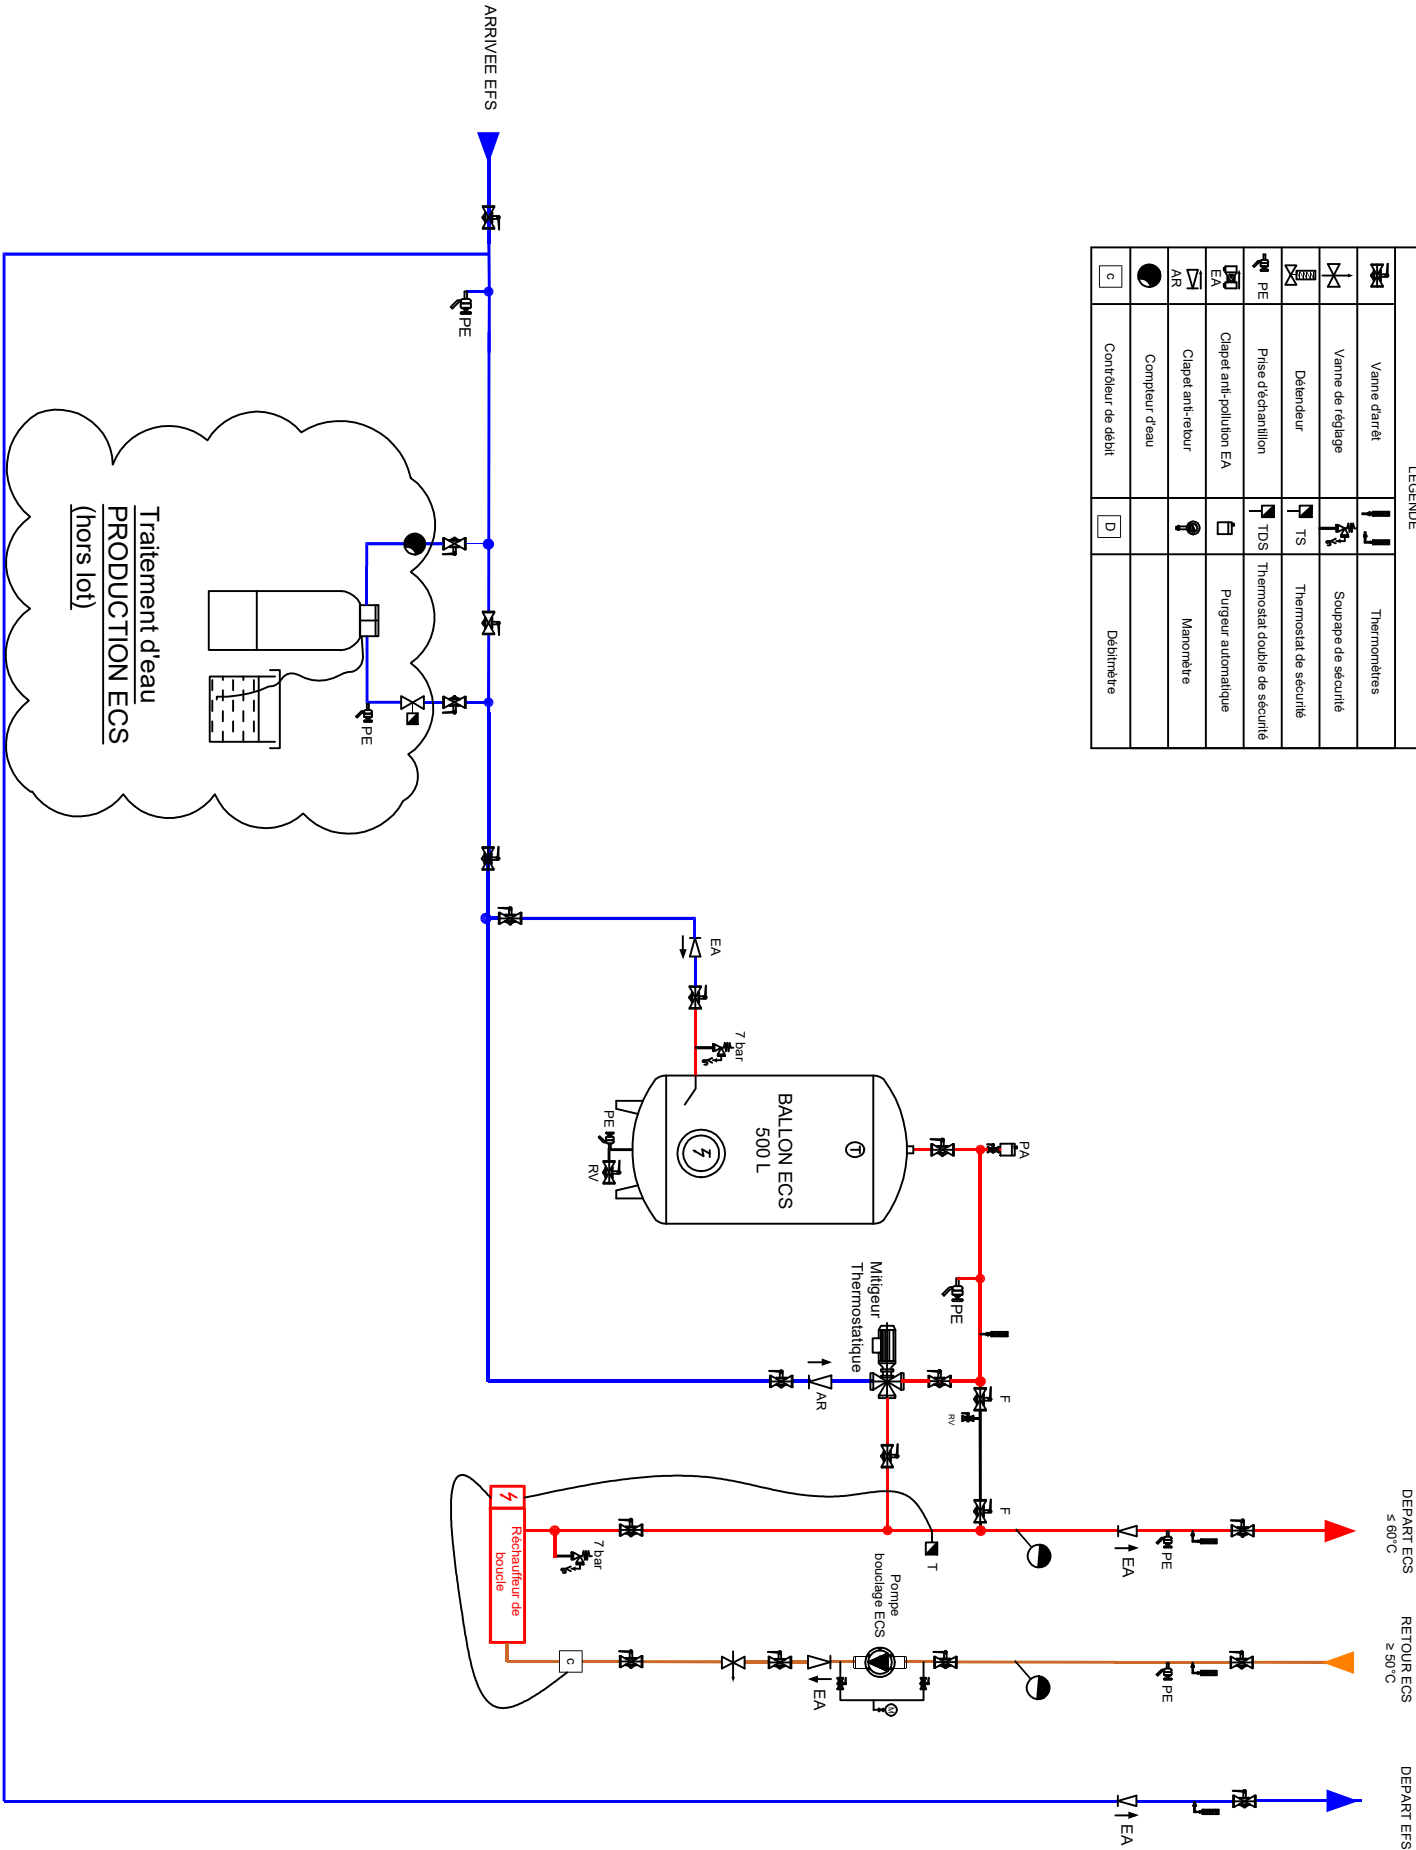 LEGENDE
Vanne d'arrêt
Thermomètres
Vanne de réglage
Soupape de sécurité
Détendeur
TS
Thermostat de sécurité
PE
Prise d'échantillon
TDS
Thermostat double de sécurité
EA
Clapet anti-pollution EA
Purgeur automatique
AR
Clapet anti-retour
Manomètre
Compteur d'eau
C
Contrôleur de débit
D
Débitmètre
ARRIVEE EFS
PE
Traitement d'eau
PRODUCTION ECS
(hors lot)
PE
EA
7 bar
BALLON ECS
500 L
T
PE
RV
PA
PE
Mitigeur
Thermostatique
AR
F
RV
F
T
7 bar
Réchauffeur de
boucle
C
Pompe
bouclage ECS
M
EA
EA
PE
PE
EA
DEPART ECS
≤ 60°C
RETOUR ECS
≥ 50°C
DEPART EFS